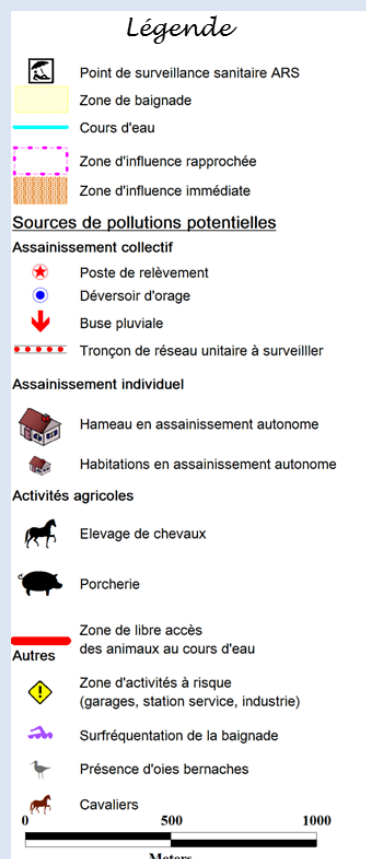 Légende
Point de surveillance sanitaire ARS
Zone de baignade
Cours d'eau
Zone d'influence rapprochée
Zone d'influence immédiate
Sources de pollutions potentielles
Assainissement collectif
Poste de relèvement
Déversoir d'orage
Buse pluviale
Tronçon de réseau unitaire à surveilller
Assainissement individuel
Hameau en assainissement autonome
Habitations en assainissement autonome
Activités agricoles
Elevage de chevaux
Porcherie
Zone de libre accès
des animaux au cours d'eau
Autres
Zone d'activités à risque
(garages, station service, industrie)
Surfréquentation de la baignade
Présence d'oies bernaches
Cavaliers
0 500 1000
Meters